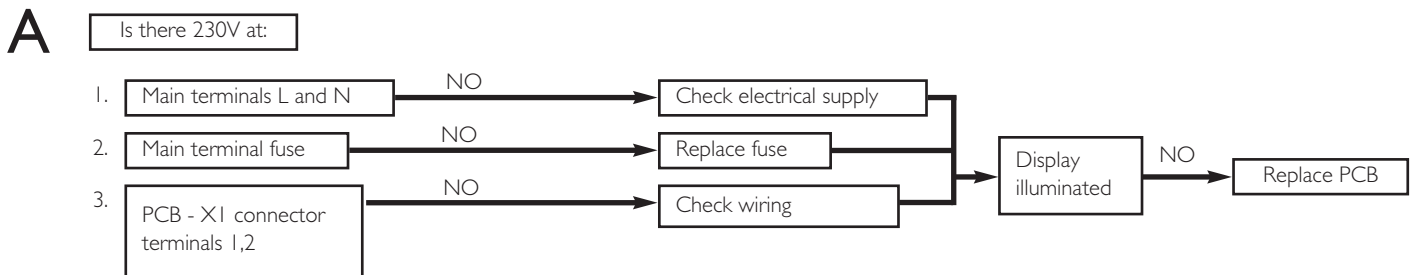 A
Is there 230V at:
1. Main terminals L and N
NO
Check electrical supply
2. Main terminal fuse
NO
Replace fuse
3. PCB - X1 connector
terminals 1,2
NO
Check wiring
Display
illuminated
NO
Replace PCB